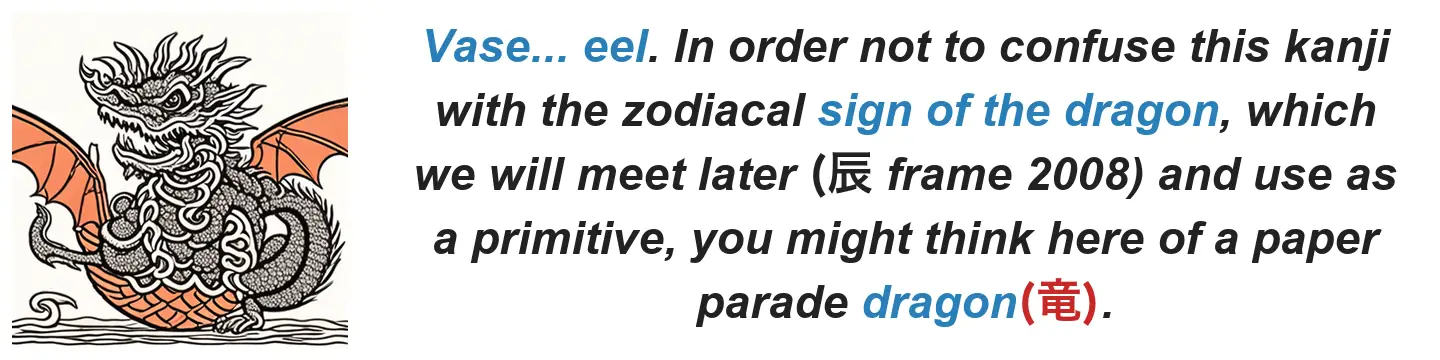 Vase... eel. In order not to confuse this kanji
with the zodiacal sign of the dragon, which
we will meet later (辰 frame 2008) and use as
a primitive, you might think here of a paper
parade dragon(竜).